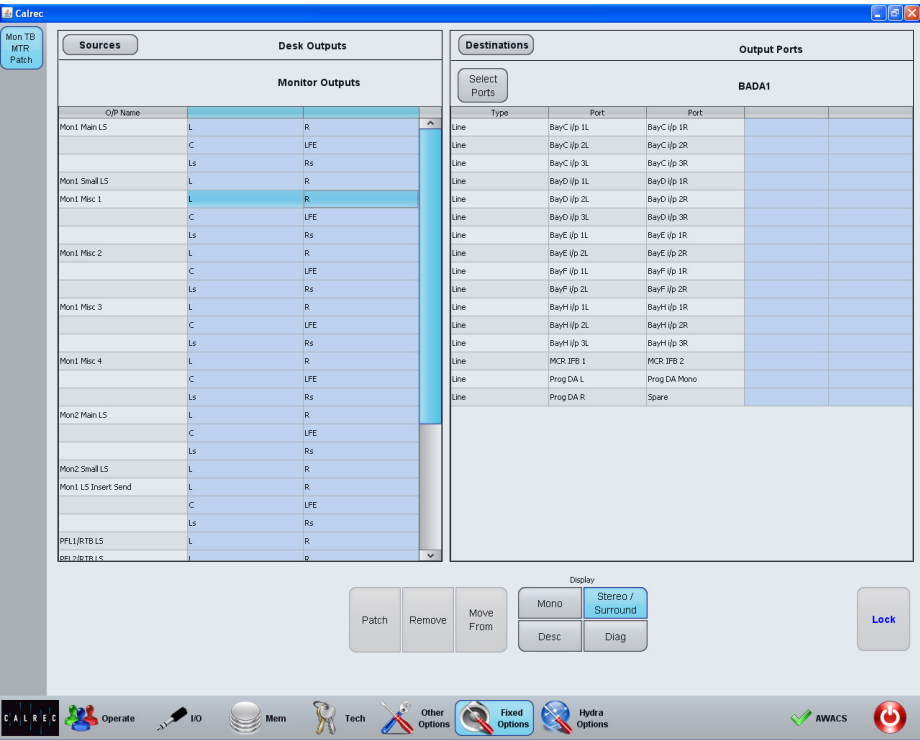 Calrec
Mon TB
MTR
Patch
Sources
Desk Outputs
Monitor Outputs
O/P Name
Mon1 Main LS L R
C LFE
Ls Rs
Mon1 Small LS L R
Mon1 Misc 1 L R
C LFE
Ls Rs
Mon1 Misc 2 L R
C LFE
Ls Rs
Mon1 Misc 3 L R
C LFE
Ls Rs
Mon1 Misc 4 L R
C LFE
Ls Rs
Mon2 Main LS L R
C LFE
Ls Rs
Mon2 Small LS L R
Mon1 LS Insert Send L R
C LFE
Ls Rs
PFL1/RTB LS L R
PFL2/RTB LS L R
Destinations
Output Ports
Select
Ports
BADA1
Type Port Port
Line BayC i/p 1L BayC i/p 1R
Line BayC i/p 2L BayC i/p 2R
Line BayC i/p 3L BayC i/p 3R
Line BayD i/p 1L BayD i/p 1R
Line BayD i/p 2L BayD i/p 2R
Line BayD i/p 3L BayD i/p 3R
Line BayE i/p 1L BayE i/p 1R
Line BayE i/p 2L BayE i/p 2R
Line BayF i/p 1L BayF i/p 1R
Line BayF i/p 2L BayF i/p 2R
Line BayH i/p 1L BayH i/p 1R
Line BayH i/p 2L BayH i/p 2R
Line BayH i/p 3L BayH i/p 3R
Line MCR IFB 1 MCR IFB 2
Line Prog DA L Prog DA Mono
Line Prog DA R Spare
Patch
Remove
Move
From
Display
Mono
Stereo /
Surround
Desc
Diag
Lock
CALREC
Operate
I/O
Mem
Tech
Other
Options
Fixed
Options
Hydra
Options
AWACS